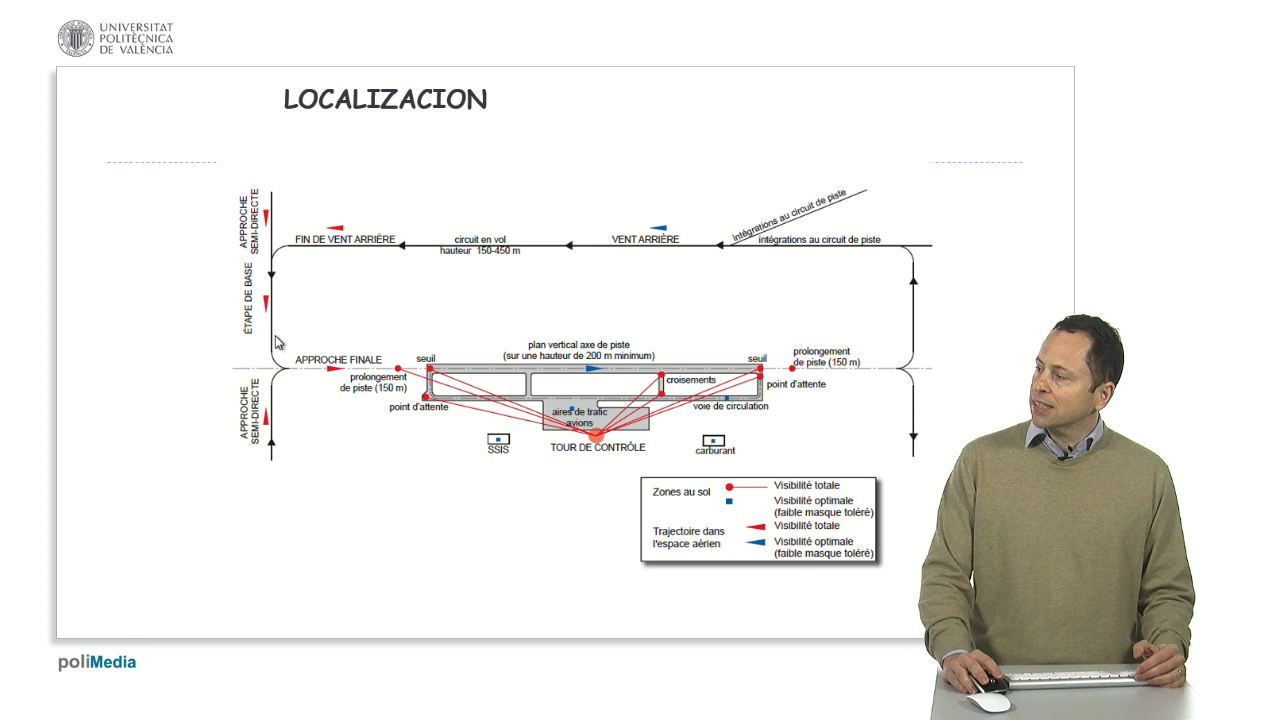 UNIVERSITAT
POLITÈCNICA
DE VALÈNCIA
LOCALIZACION
APPROCHE
SEMI-DIRECTE
FIN DE VENT ARRIÈRE
circuit en vol
hauteur 150-450 m
VENT ARRIÈRE
intégrations au circuit de piste
intégrations au circuit de piste
ÉTAPE DE BASE
APPROCHE FINALE
seuil
plan vertical axe de piste
(sur une hauteur de 200 m minimum)
seuil
prolongement
de piste (150 m)
prolongement
de piste (150 m)
croisements
point d'attente
point d'attente
aires de trafic
avions
voie de circulation
APPROCHE
SEMI-DIRECTE
SSIS
TOUR DE CONTRÔLE
carburant
Zones au sol
Visibilité totale
Visibilité optimale
(faible masque toléré)
Trajectoire dans
l'espace aérien
Visibilité totale
Visibilité optimale
(faible masque toléré)
poliMedia